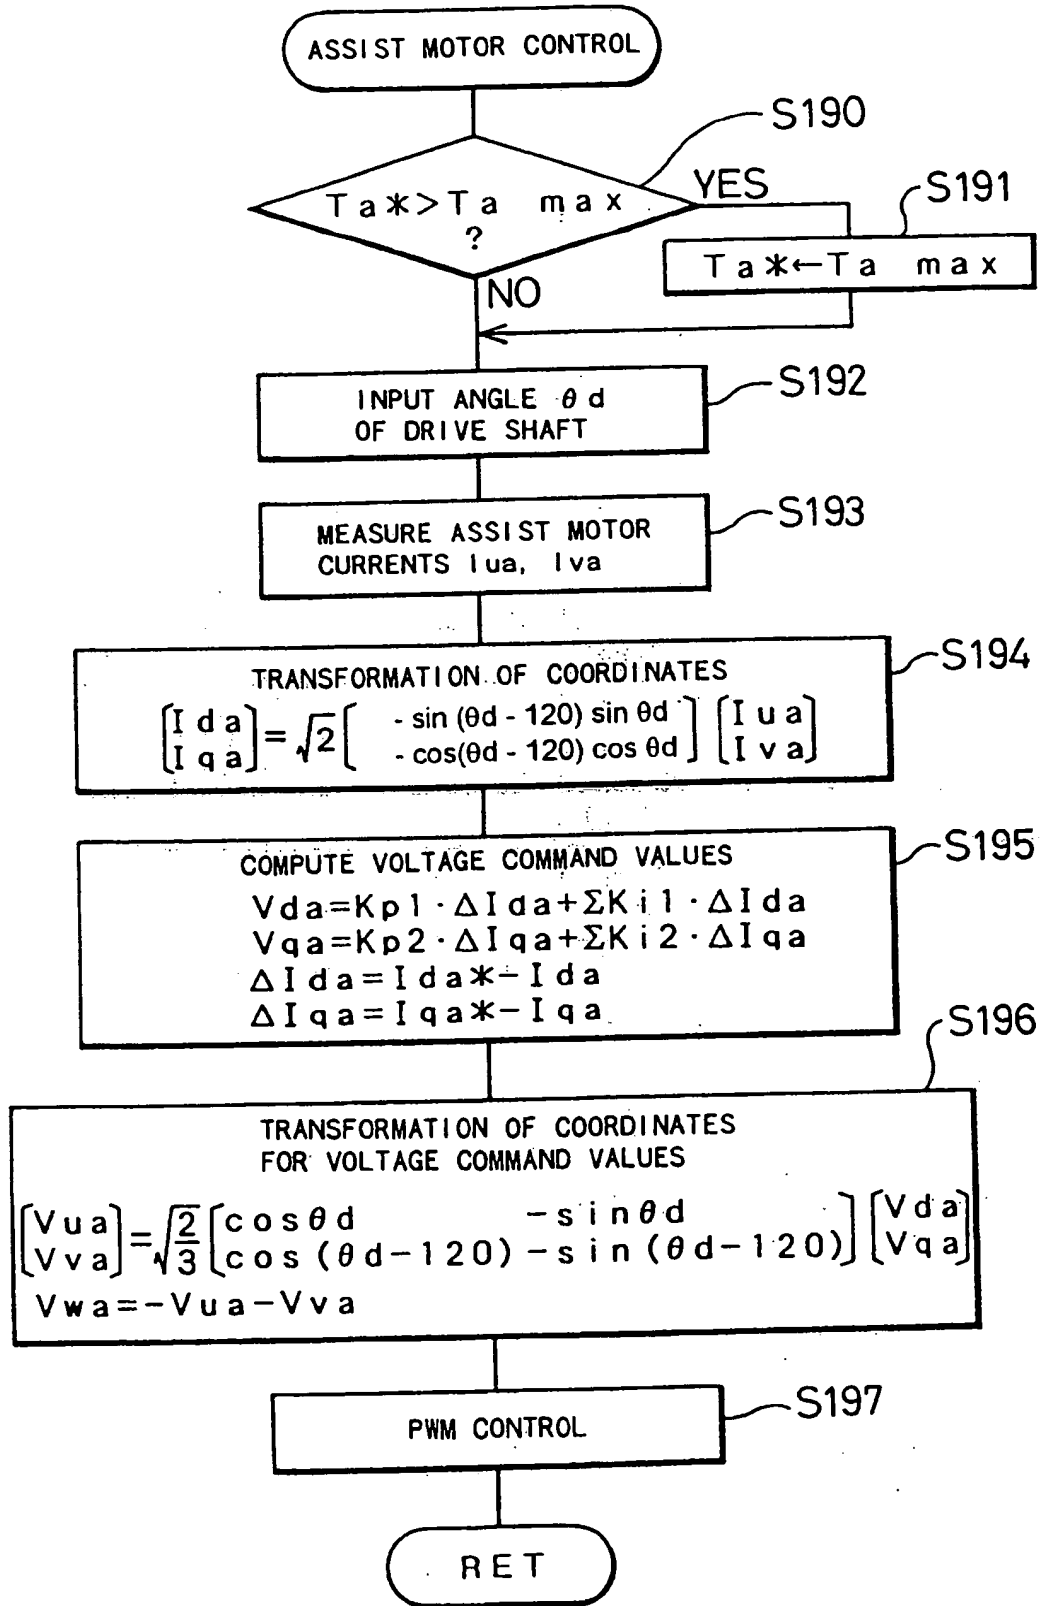 ASSIST MOTOR CONTROL
S190
Ta*>Ta max
?
YES
S191
Ta*←Ta max
NO
S192
INPUT ANGLE θd
OF DRIVE SHAFT
S193
MEASURE ASSIST MOTOR
CURRENTS Iua, Iva
S194
TRANSFORMATION OF COORDINATES
[Ida] = √2 [ - sin (θd - 120) sin θd ] [Iua]
[Iqa] [ - cos(θd - 120) cos θd ] [Iva]
S195
COMPUTE VOLTAGE COMMAND VALUES
Vda=Kp1·ΔIda+ΣKi1·ΔIda
Vqa=Kp2·ΔIqa+ΣKi2·ΔIqa
ΔIda=Ida*-Ida
ΔIqa=Iqa*-Iqa
S196
TRANSFORMATION OF COORDINATES
FOR VOLTAGE COMMAND VALUES
[Vua] = √2/3 [cosθd -sinθd] [Vda]
[Vva] [cos (θd-120) -sin (θd-120)] [Vqa]
Vwa=-Vua-Vva
S197
PWM CONTROL
RET